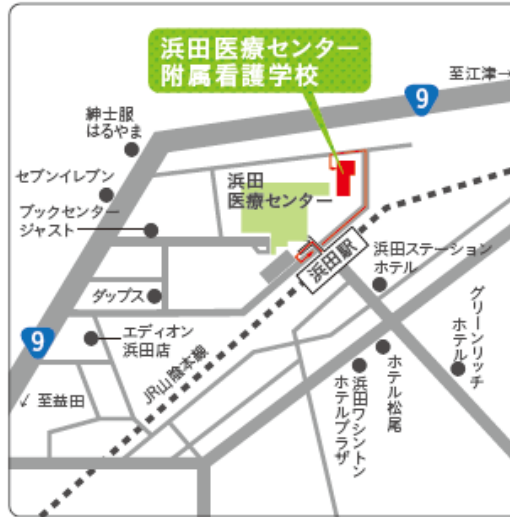 浜田医療センター
附属看護学校
至江津→
9
紳士服
はるやま
セブンイレブン
浜田
医療センター
ブックセンター
ジャスト
浜田駅
浜田ステーション
ホテル
ダップス
グリーンリッチ
ホテル
9
エディオン
浜田店
JR山陰本線
ホテル松尾
浜田ワシントン
ホテルプラザ
↙至益田